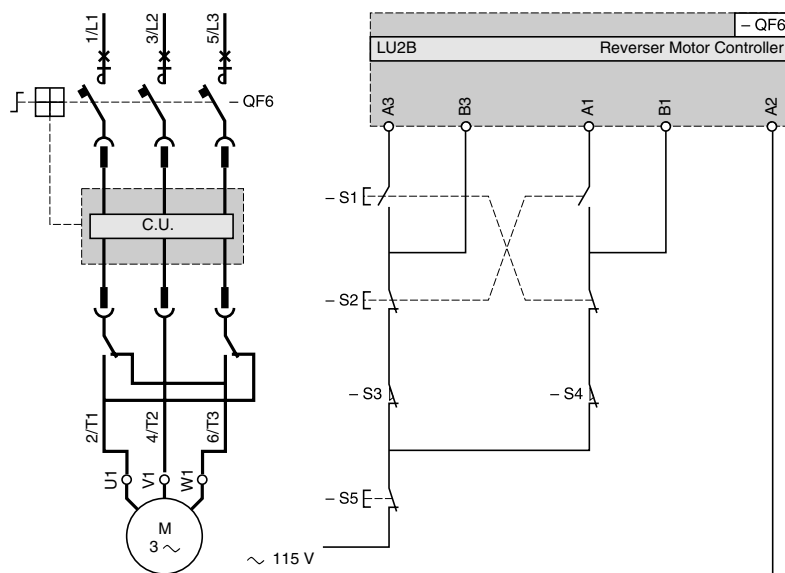 1/L1
3/L2
5/L3
– QF6
C.U.
2/T1
4/T2
6/T3
U1
V1
W1
M
3 ~
– QF6
LU2B Reverser Motor Controller
A3
B3
A1
B1
A2
– S1
– S2
– S3
– S4
– S5
~ 115 V